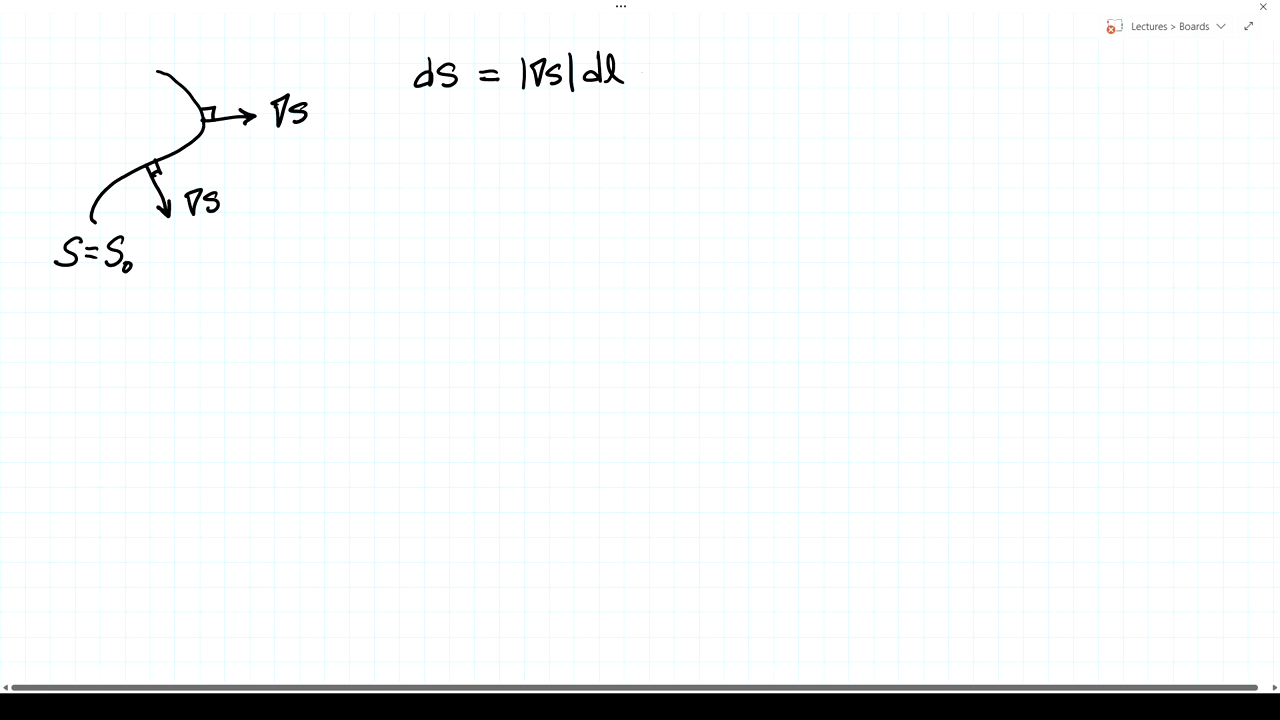 Lectures > Boards
dS = |∇S| dl
∇S
∇S
S=S₀